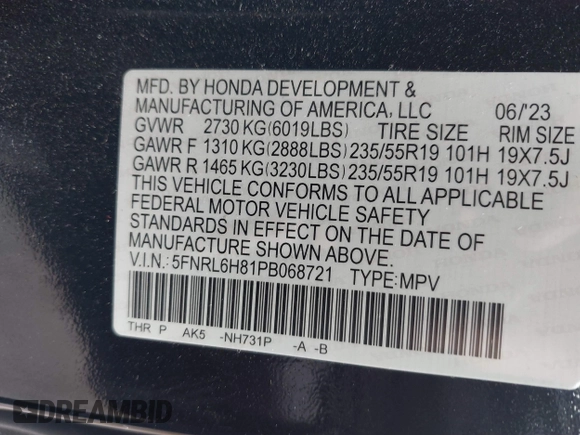 MFD. BY HONDA DEVELOPMENT &
MANUFACTURING OF AMERICA, LLC 06/'23
GVWR 2730 KG(6019LBS) TIRE SIZE RIM SIZE
GAWR F 1310 KG(2888LBS) 235/55R19 101H 19X7.5J
GAWR R 1465 KG(3230LBS) 235/55R19 101H 19X7.5J
THIS VEHICLE CONFORMS TO ALL APPLICABLE
FEDERAL MOTOR VEHICLE SAFETY
STANDARDS IN EFFECT ON THE DATE OF
MANUFACTURE SHOWN ABOVE.
V.I.N.: 5FNRL6H81PB068721 TYPE:MPV
THR P AK5 -NH731P -A -B
DREAMBID